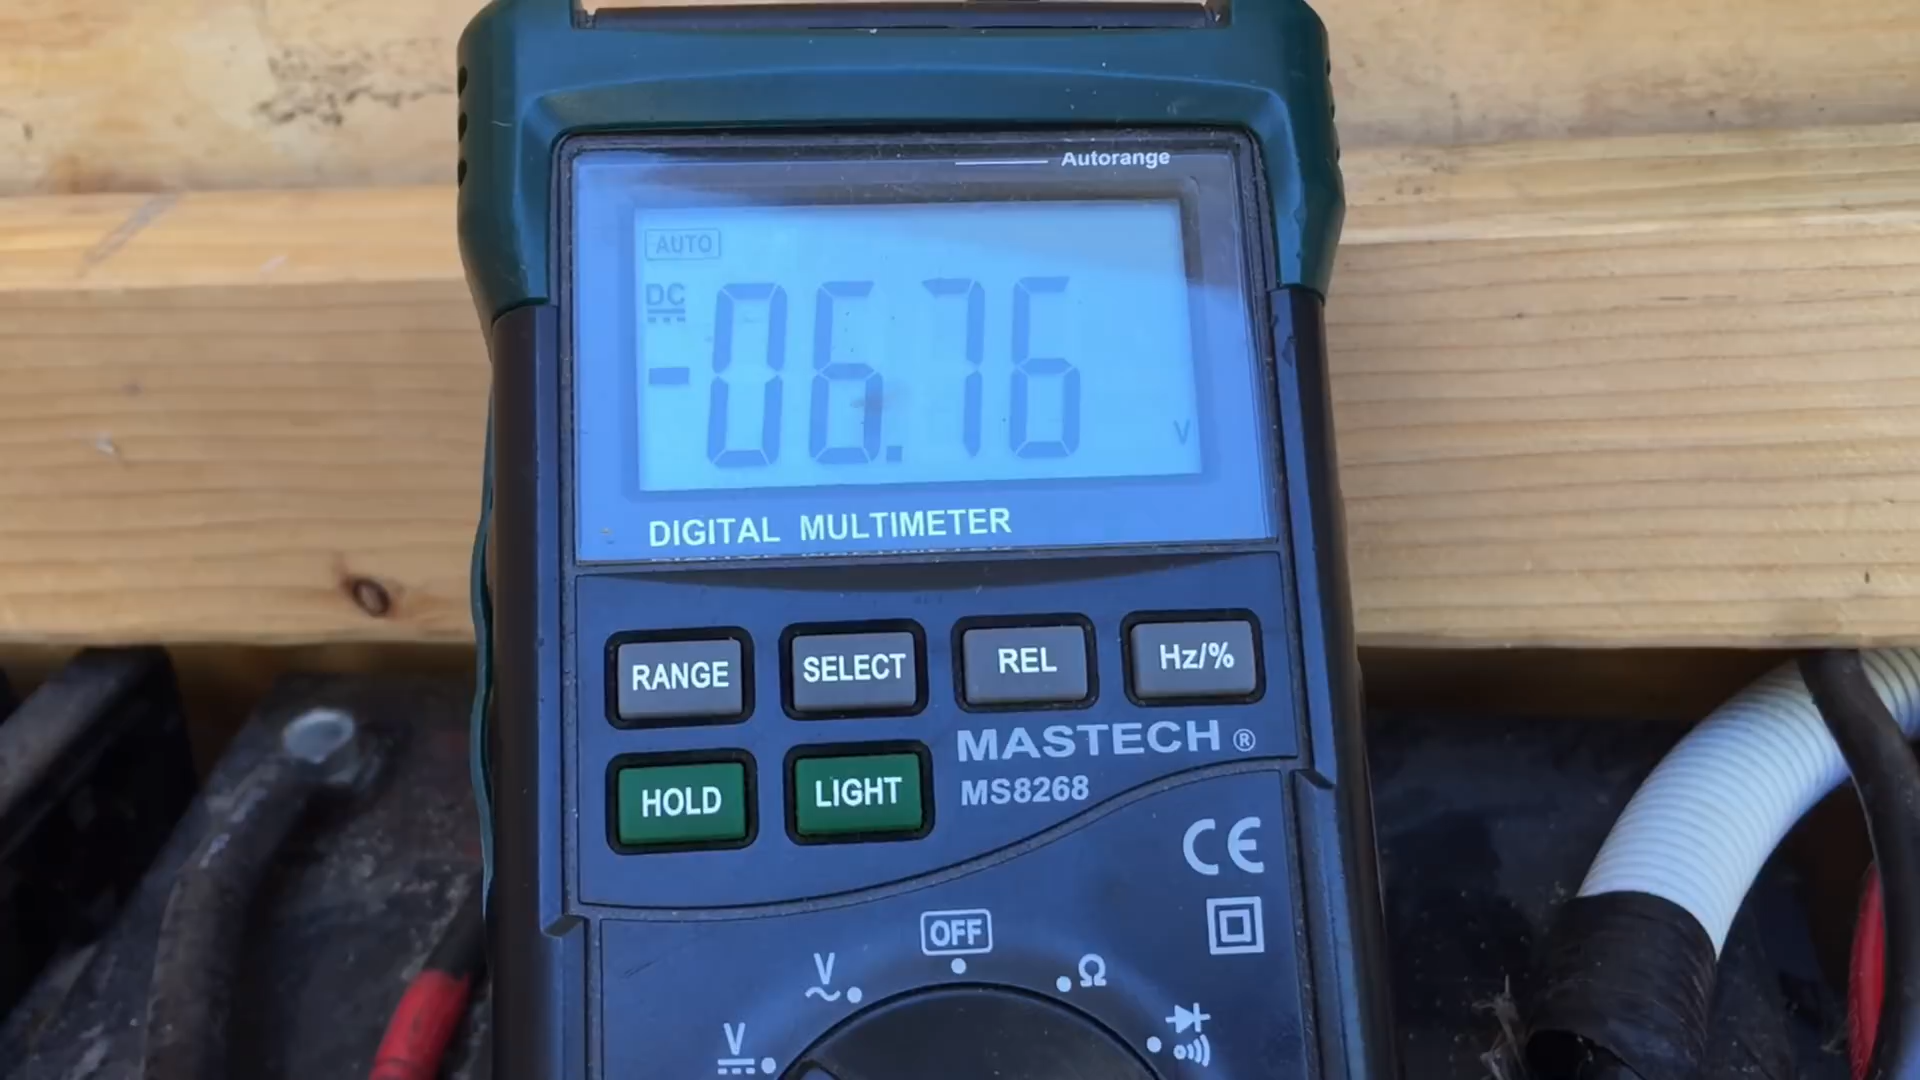 Autorange
AUTO
DC
-06.76 V
DIGITAL MULTIMETER
RANGE SELECT REL Hz/%
MASTECH ®
HOLD LIGHT MS8268
CE
OFF
V Ω
V